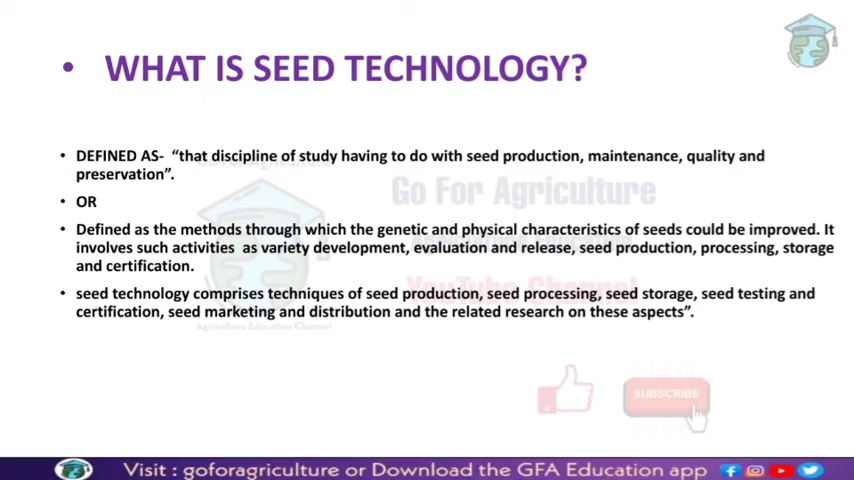 • WHAT IS SEED TECHNOLOGY?
• DEFINED AS- “that discipline of study having to do with seed production, maintenance, quality and
preservation”.
• OR
• Defined as the methods through which the genetic and physical characteristics of seeds could be improved. It
involves such activities as variety development, evaluation and release, seed production, processing, storage
and certification.
• seed technology comprises techniques of seed production, seed processing, seed storage, seed testing and
certification, seed marketing and distribution and the related research on these aspects”.
Go For Agriculture
YouTube Channel
Agriculture Education Channel
SUBSCRIBE
Visit : goforagriculture or Download the GFA Education app